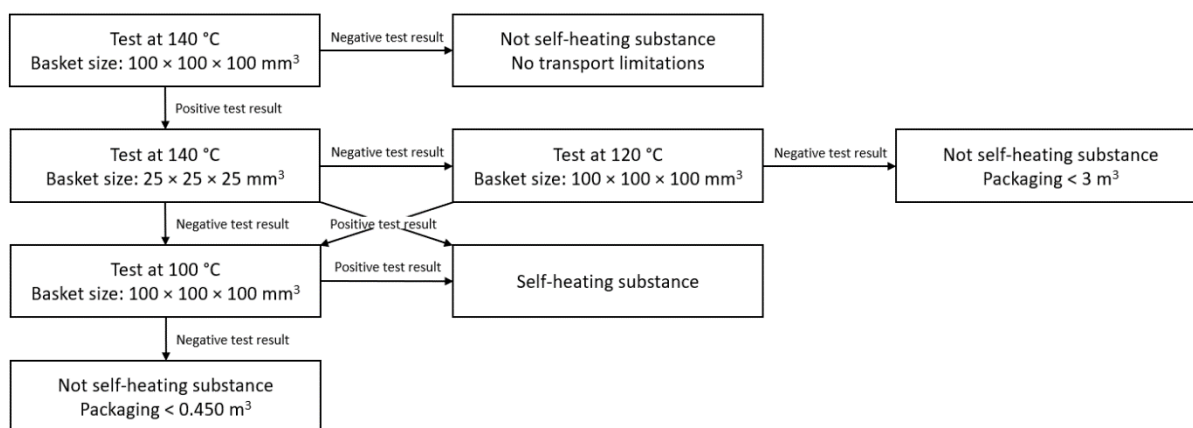 Test at 140 °C
Basket size: 100 × 100 × 100 mm³
Negative test result
Not self-heating substance
No transport limitations
Positive test result
Test at 140 °C
Basket size: 25 × 25 × 25 mm³
Negative test result
Test at 120 °C
Basket size: 100 × 100 × 100 mm³
Negative test result
Not self-heating substance
Packaging < 3 m³
Negative test result
Positive test result
Test at 100 °C
Basket size: 100 × 100 × 100 mm³
Positive test result
Self-heating substance
Negative test result
Not self-heating substance
Packaging < 0.450 m³